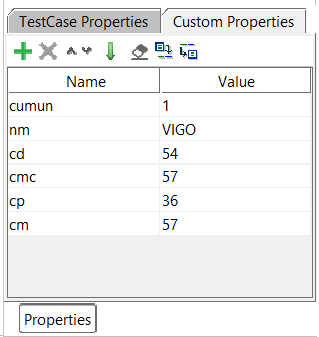 TestCase Properties Custom Properties
Name Value
cumun 1
nm VIGO
cd 54
cmc 57
cp 36
cm 57
Properties